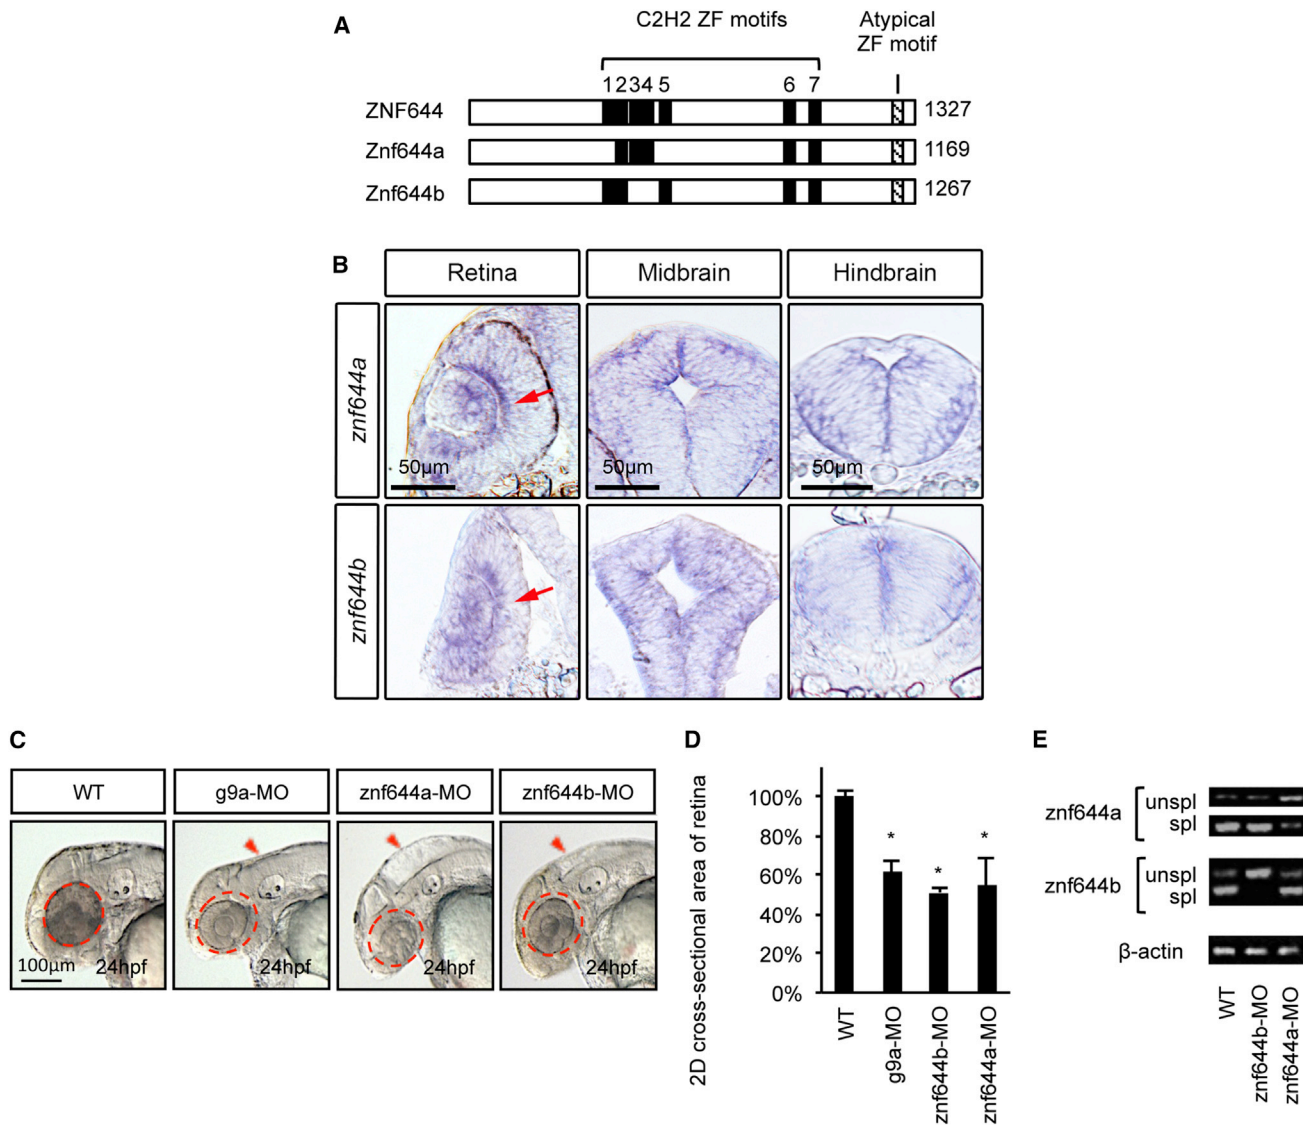 A
C2H2 ZF motifs
Atypical
ZF motif
1 2 3 4 5 6 7
ZNF644 1327
Znf644a 1169
Znf644b 1267
B
Retina Midbrain Hindbrain
znf644a
50µm 50µm 50µm
znf644b
C
WT g9a-MO znf644a-MO znf644b-MO
100µm 24hpf 24hpf 24hpf 24hpf
D
2D cross-sectional area of retina
100%
80%
60%
40%
20%
0%
* * *
WT g9a-MO znf644b-MO znf644a-MO
E
znf644a unspl
spl
znf644b unspl
spl
β-actin
WT znf644b-MO znf644a-MO